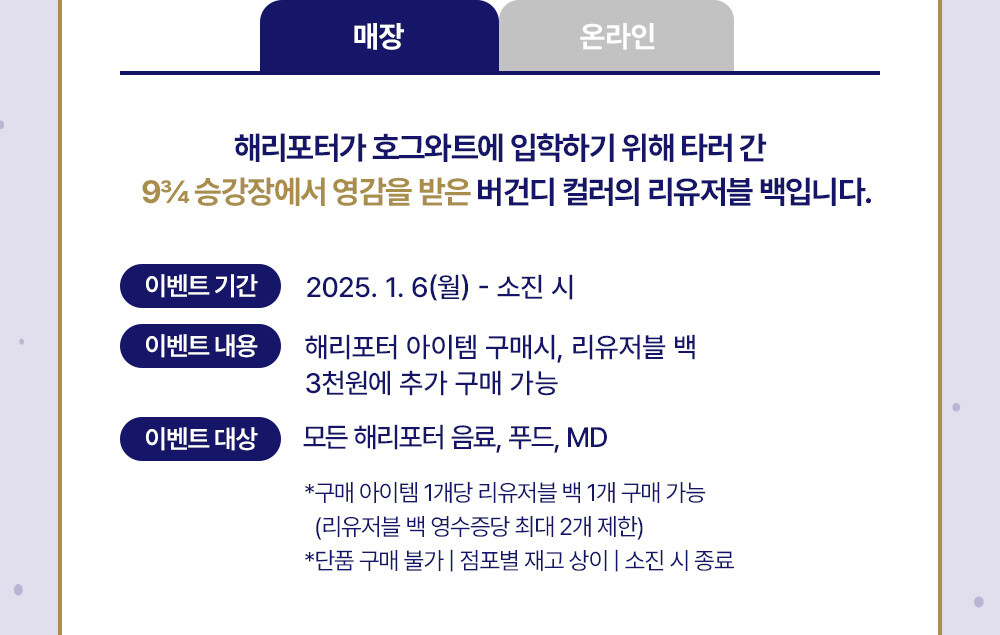 매장
온라인
해리포터가 호그와트에 입학하기 위해 타러 간
9¾ 승강장에서 영감을 받은 버건디 컬러의 리유저블 백입니다.
이벤트 기간
2025. 1. 6(월) - 소진 시
이벤트 내용
해리포터 아이템 구매시, 리유저블 백
3천원에 추가 구매 가능
이벤트 대상
모든 해리포터 음료, 푸드, MD
*구매 아이템 1개당 리유저블 백 1개 구매 가능
(리유저블 백 영수증당 최대 2개 제한)
*단품 구매 불가 | 점포별 재고 상이 | 소진 시 종료